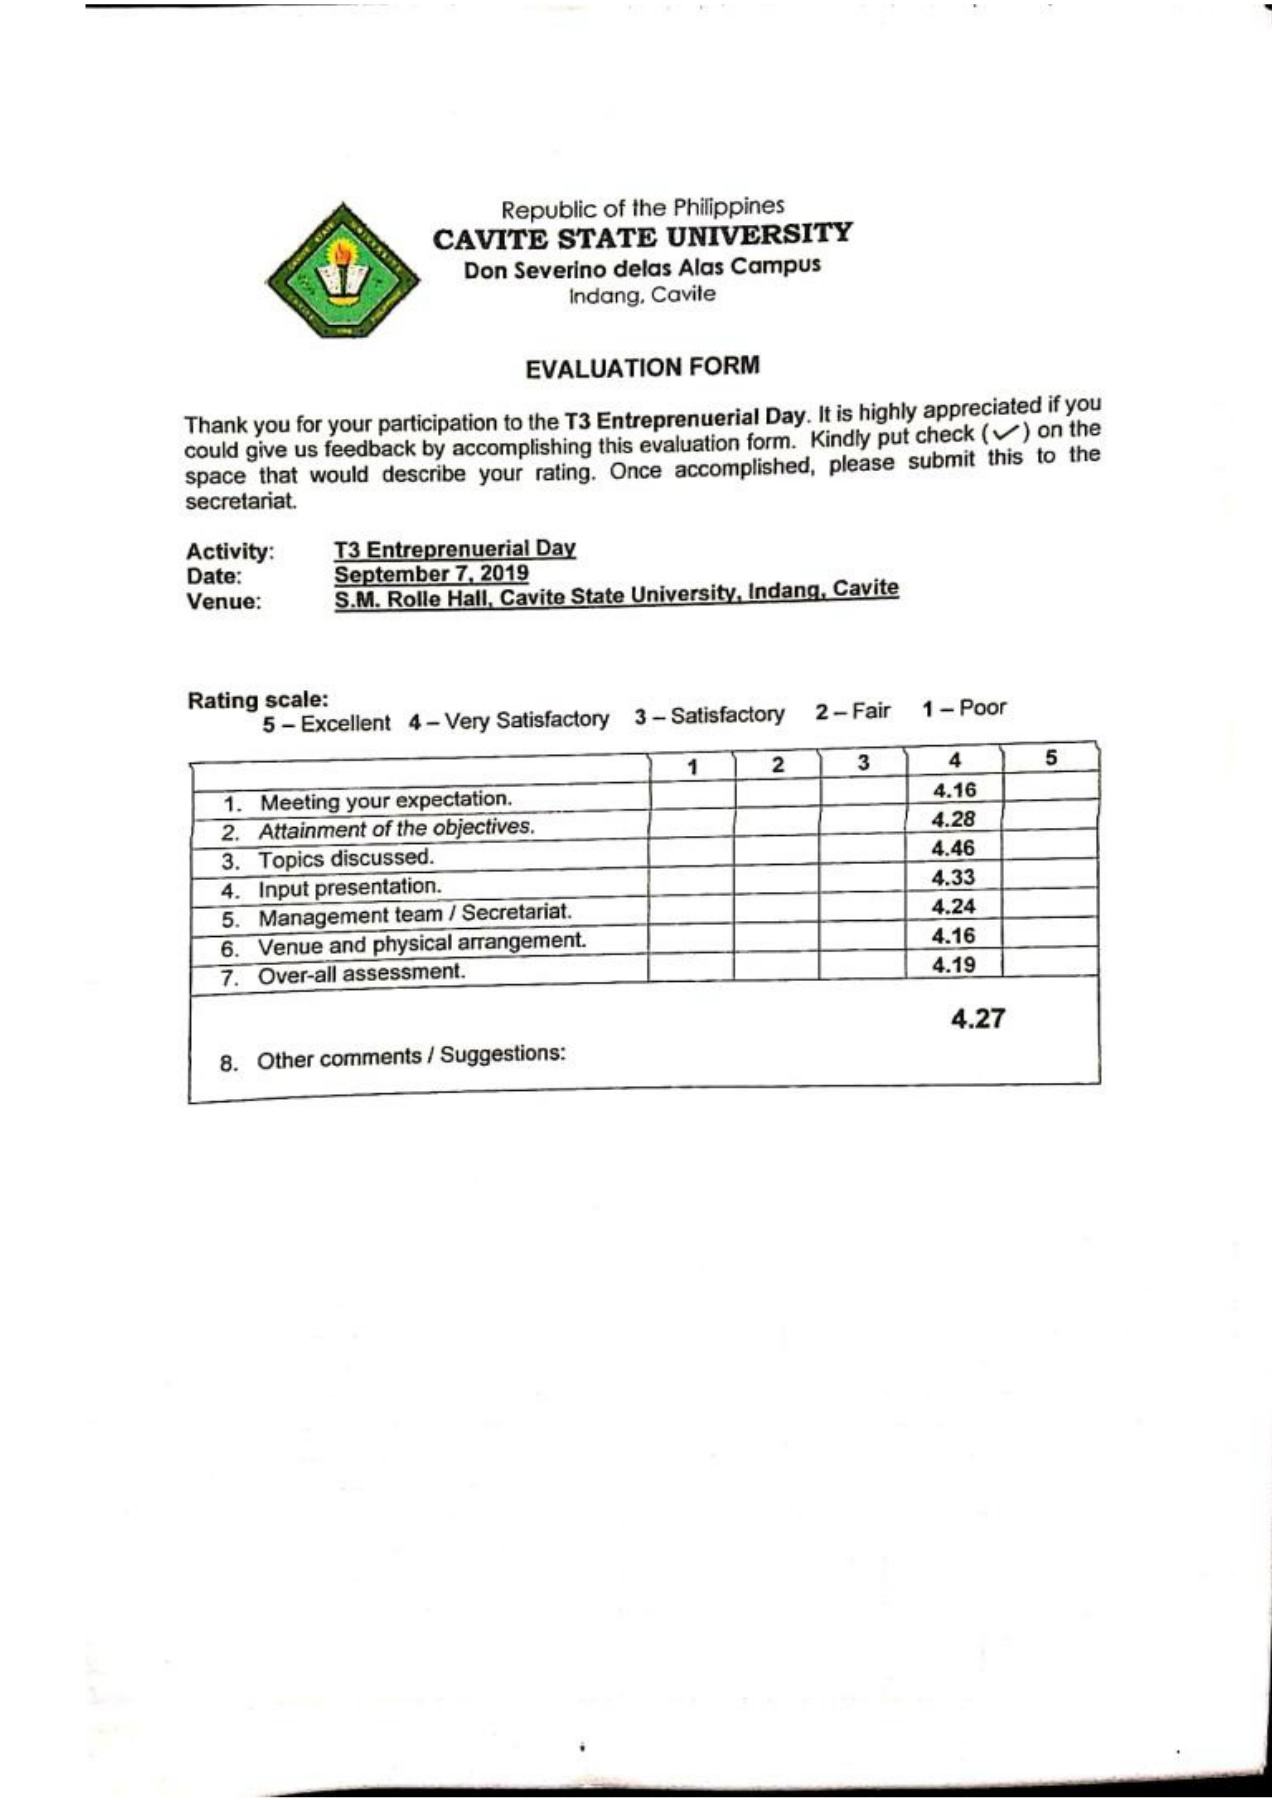 Republic of the Philippines
CAVITE STATE UNIVERSITY
Don Severino delas Alas Campus
Indang, Cavite
EVALUATION FORM
Thank you for your participation to the T3 Entreprenuerial Day. It is highly appreciated if you
could give us feedback by accomplishing this evaluation form. Kindly put check (✓) on the
space that would describe your rating. Once accomplished, please submit this to the
secretariat.
Activity: T3 Entreprenuerial Day
Date: September 7, 2019
Venue: S.M. Rolle Hall, Cavite State University, Indang, Cavite
Rating scale:
5 – Excellent 4 – Very Satisfactory 3 – Satisfactory 2 – Fair 1 – Poor
1 2 3 4 5
1. Meeting your expectation. 4.16
2. Attainment of the objectives. 4.28
3. Topics discussed. 4.46
4. Input presentation. 4.33
5. Management team / Secretariat. 4.24
6. Venue and physical arrangement. 4.16
7. Over-all assessment. 4.19
4.27
8. Other comments / Suggestions: